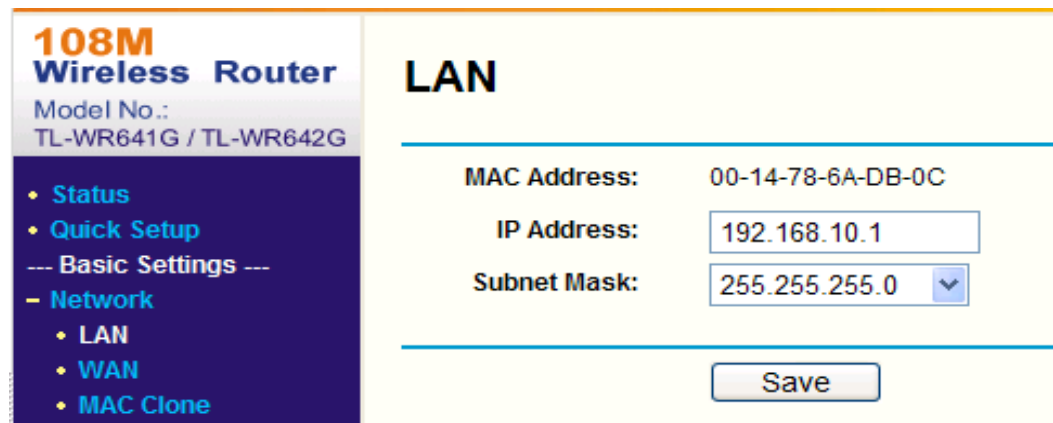 108M
Wireless Router
Model No.:
TL-WR641G / TL-WR642G
• Status
• Quick Setup
--- Basic Settings ---
– Network
• LAN
• WAN
• MAC Clone
LAN
MAC Address: 00-14-78-6A-DB-0C
IP Address: 192.168.10.1
Subnet Mask: 255.255.255.0
Save